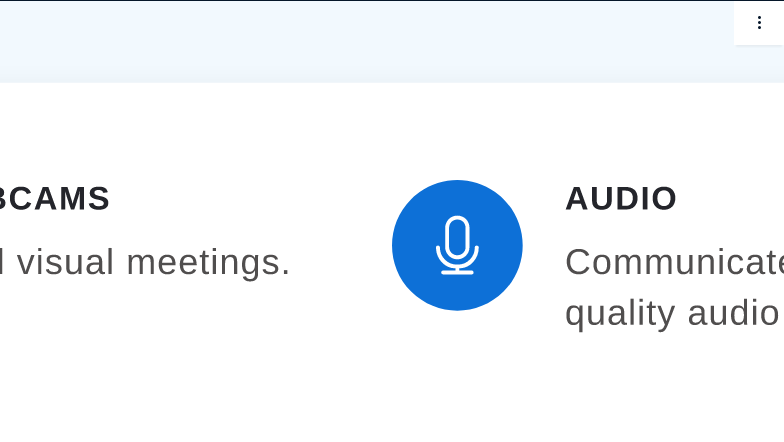 BCAMS
l visual meetings.
AUDIO
Communicate
quality audio